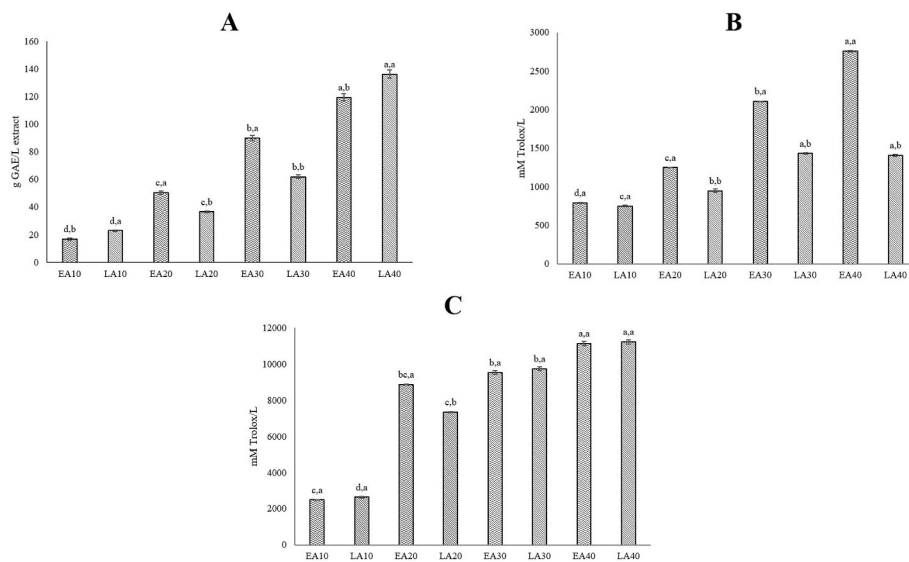 A
g GAE/L extract
160
140
120
100
80
60
40
20
0
d,b
d,a
c,a
c,b
b,a
b,b
a,b
a,a
EA10 LA10 EA20 LA20 EA30 LA30 EA40 LA40
B
mM Trolox/L
3000
2500
2000
1500
1000
500
0
c,a
c,a
b,b
b,a
a,b
a,a
a,b
EA10 LA10 EA20 LA20 EA30 LA30 EA40 LA40
C
mM Trolox/L
12000
10000
8000
6000
4000
2000
0
c,a
d,a
bc,a
c,b
b,a
b,a
a,a
a,a
EA10 LA10 EA20 LA20 EA30 LA30 EA40 LA40